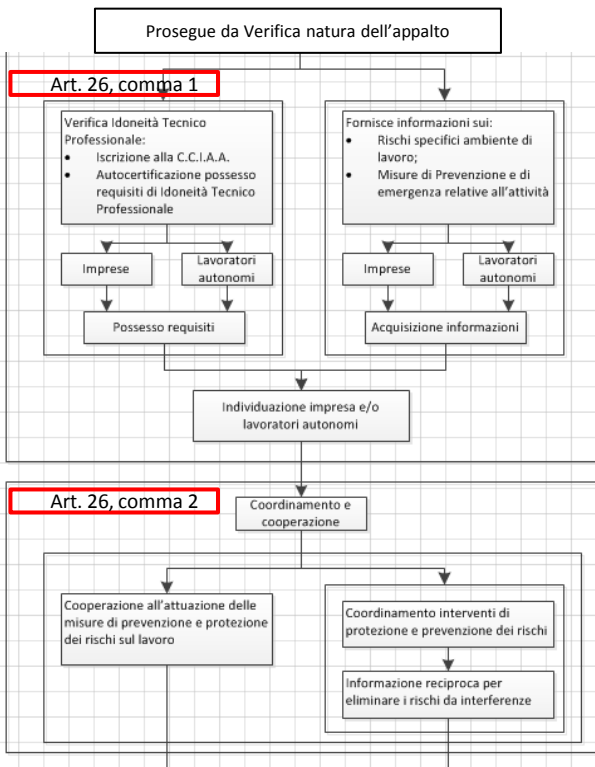 Prosegue da Verifica natura dell'appalto
Art. 26, comma 1
Verifica Idoneità Tecnico
Professionale:
• Iscrizione alla C.C.I.A.A.
• Autocertificazione possesso
requisiti di Idoneità Tecnico
Professionale
Imprese
Lavoratori
autonomi
Possesso requisiti
Fornisce informazioni sui:
• Rischi specifici ambiente di
lavoro;
• Misure di Prevenzione e di
emergenza relative all'attività
Imprese
Lavoratori
autonomi
Acquisizione informazioni
Individuazione impresa e/o
lavoratori autonomi
Art. 26, comma 2
Coordinamento e
cooperazione
Cooperazione all'attuazione delle
misure di prevenzione e protezione
dei rischi sul lavoro
Coordinamento interventi di
protezione e prevenzione dei rischi
Informazione reciproca per
eliminare i rischi da interferenze